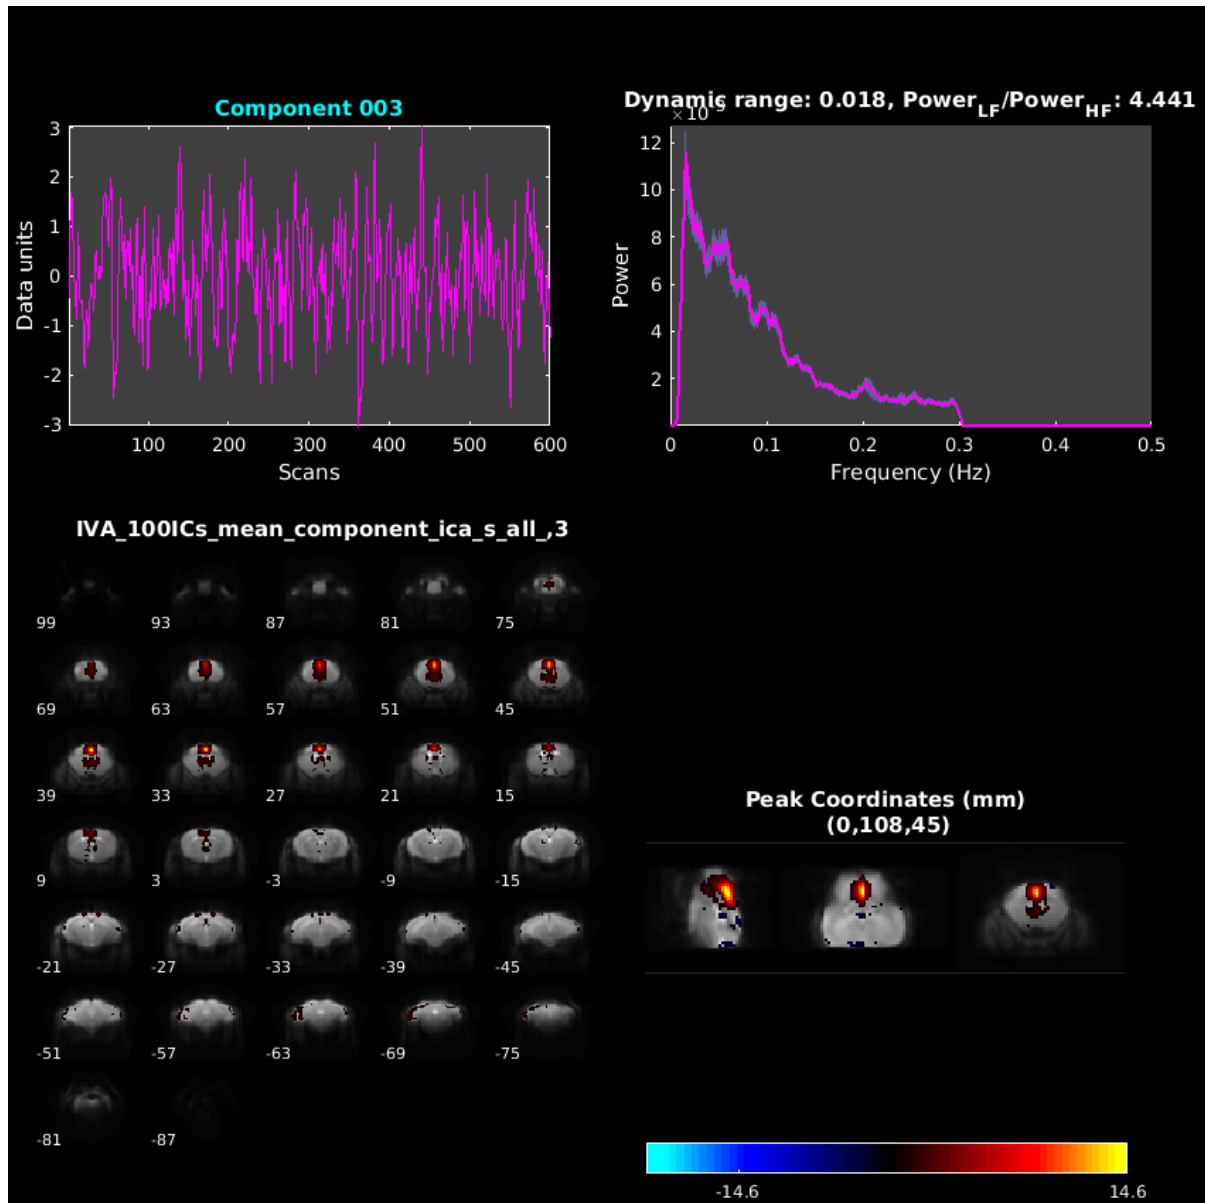 Component 003
3
2
1
0
-1
-2
-3
Data units
100 200 300 400 500 600
Scans
Dynamic range: 0.018, Power_LF/Power_HF: 4.441
12
10
8
6
4
2
Power
0 0.1 0.2 0.3 0.4 0.5
Frequency (Hz)
IVA_100ICs_mean_component_ica_s_all_,3
99 93 87 81 75
69 63 57 51 45
39 33 27 21 15
9 3 -3 -9 -15
-21 -27 -33 -39 -45
-51 -57 -63 -69 -75
-81 -87
Peak Coordinates (mm)
(0,108,45)
-14.6 14.6